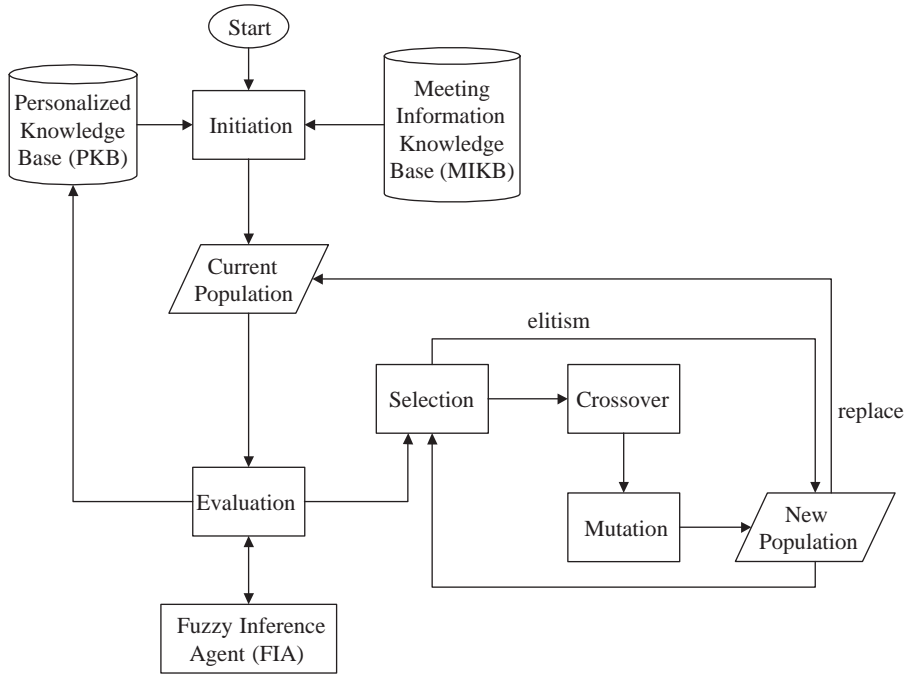 Start
Personalized
Knowledge
Base (PKB)
Initiation
Meeting
Information
Knowledge
Base (MIKB)
Current
Population
elitism
Selection
Crossover
replace
Evaluation
Mutation
New
Population
Fuzzy Inference
Agent (FIA)